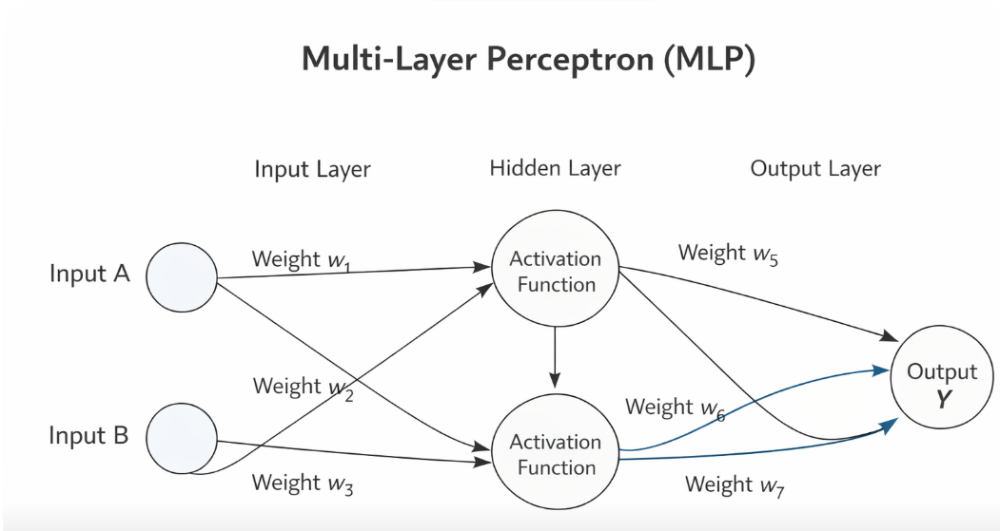 Multi-Layer Perceptron (MLP)
Input Layer
Hidden Layer
Output Layer
Input A
Weight w₁
Activation
Function
Weight w₅
Weight w₂
Weight w₆
Output
Y
Input B
Weight w₃
Activation
Function
Weight w₇